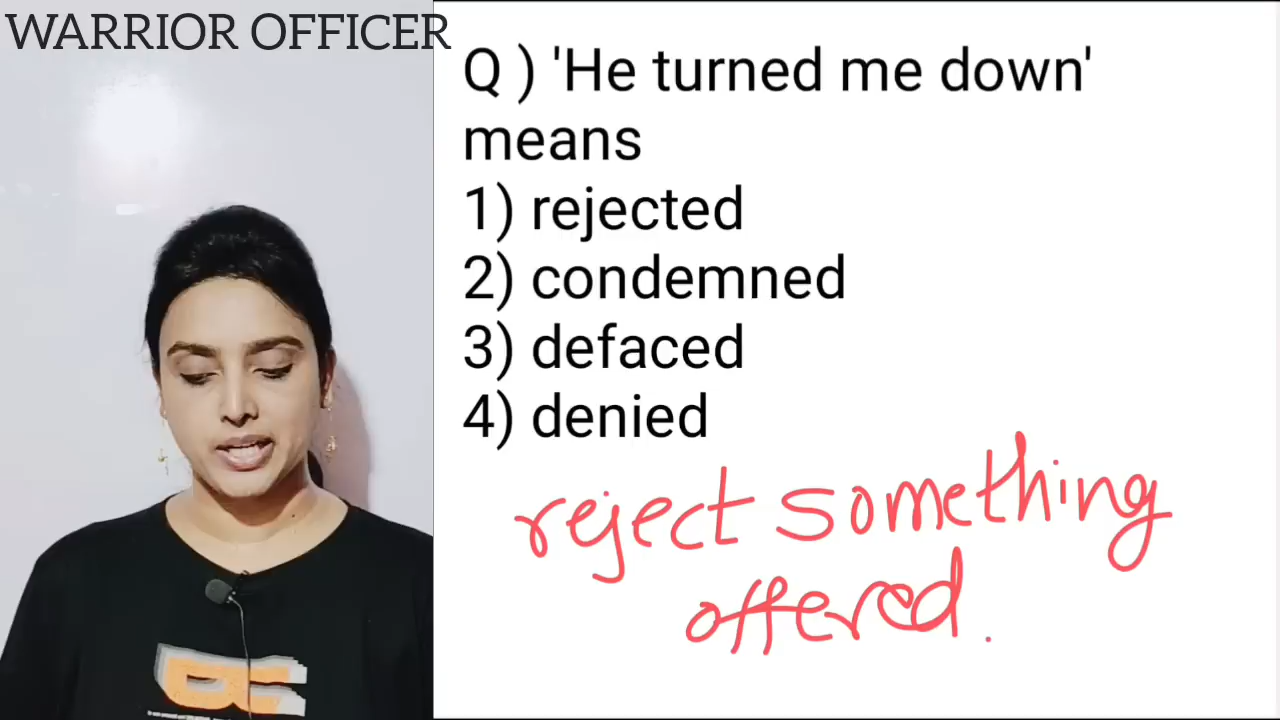 WARRIOR OFFICER
Q ) 'He turned me down'
means
1) rejected
2) condemned
3) defaced
4) denied
reject something
offered.